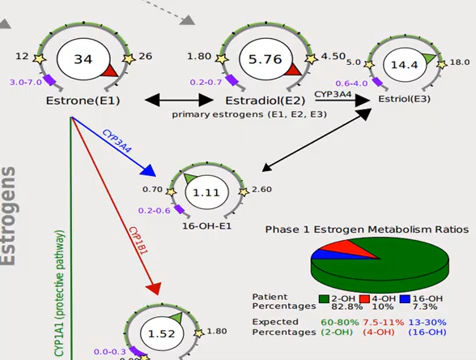 34
12
26
3.0-7.0
Estrone(E1)
5.76
1.80
4.50
0.2-0.7
Estradiol(E2)
CYP3A4
14.4
5.0
18.0
0.6-4.0
Estriol(E3)
primary estrogens (E1, E2, E3)
CYP3A4
1.11
0.70
2.60
0.2-0.6
16-OH-E1
Estrogens
CYP1B1
CYP1A1 (protective pathway)
1.52
1.80
0.0-0.3
Phase 1 Estrogen Metabolism Ratios
Patient 2-OH 4-OH 16-OH
Percentages 82.8% 10% 7.3%
Expected 60-80% 7.5-11% 13-30%
Percentages (2-OH) (4-OH) (16-OH)